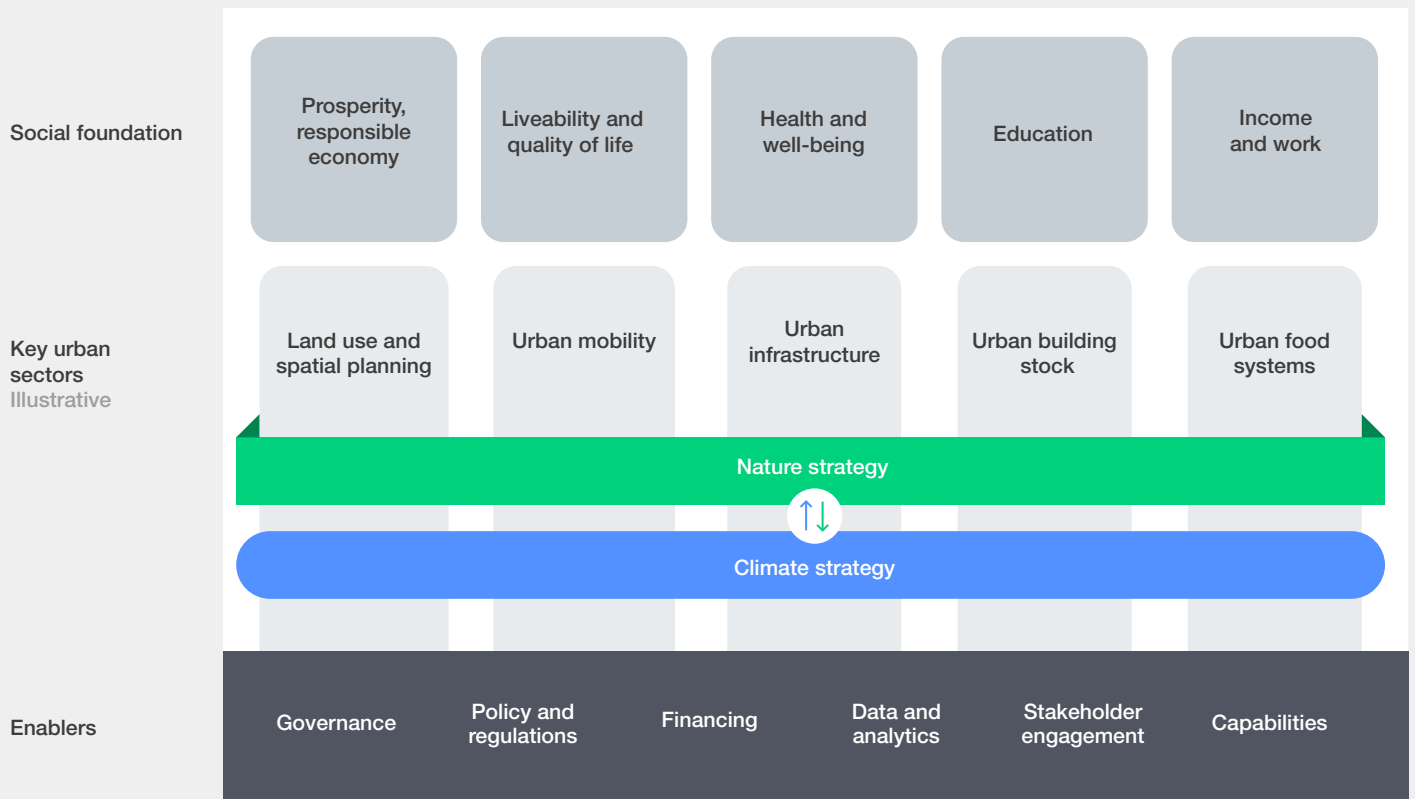 Social foundation
Prosperity,
responsible
economy
Liveability and
quality of life
Health and
well-being
Education
Income
and work
Key urban
sectors
Illustrative
Land use and
spatial planning
Urban mobility
Urban
infrastructure
Urban building
stock
Urban food
systems
Nature strategy
Climate strategy
Enablers
Governance
Policy and
regulations
Financing
Data and
analytics
Stakeholder
engagement
Capabilities